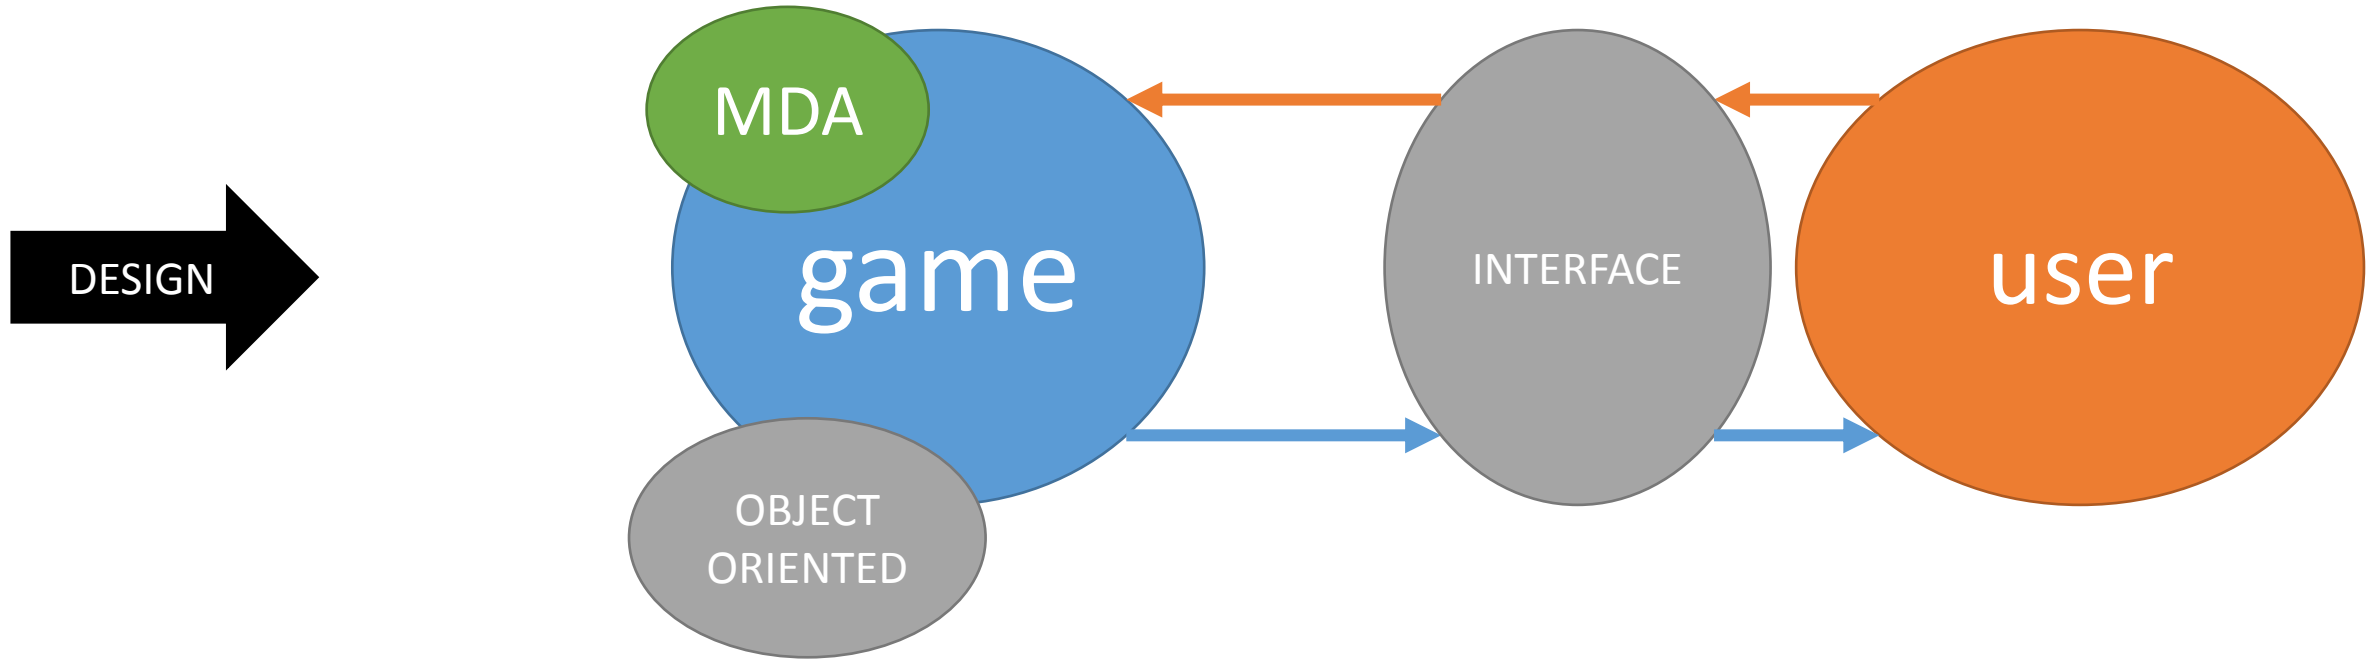 DESIGN
MDA
game
OBJECT
ORIENTED
INTERFACE
user